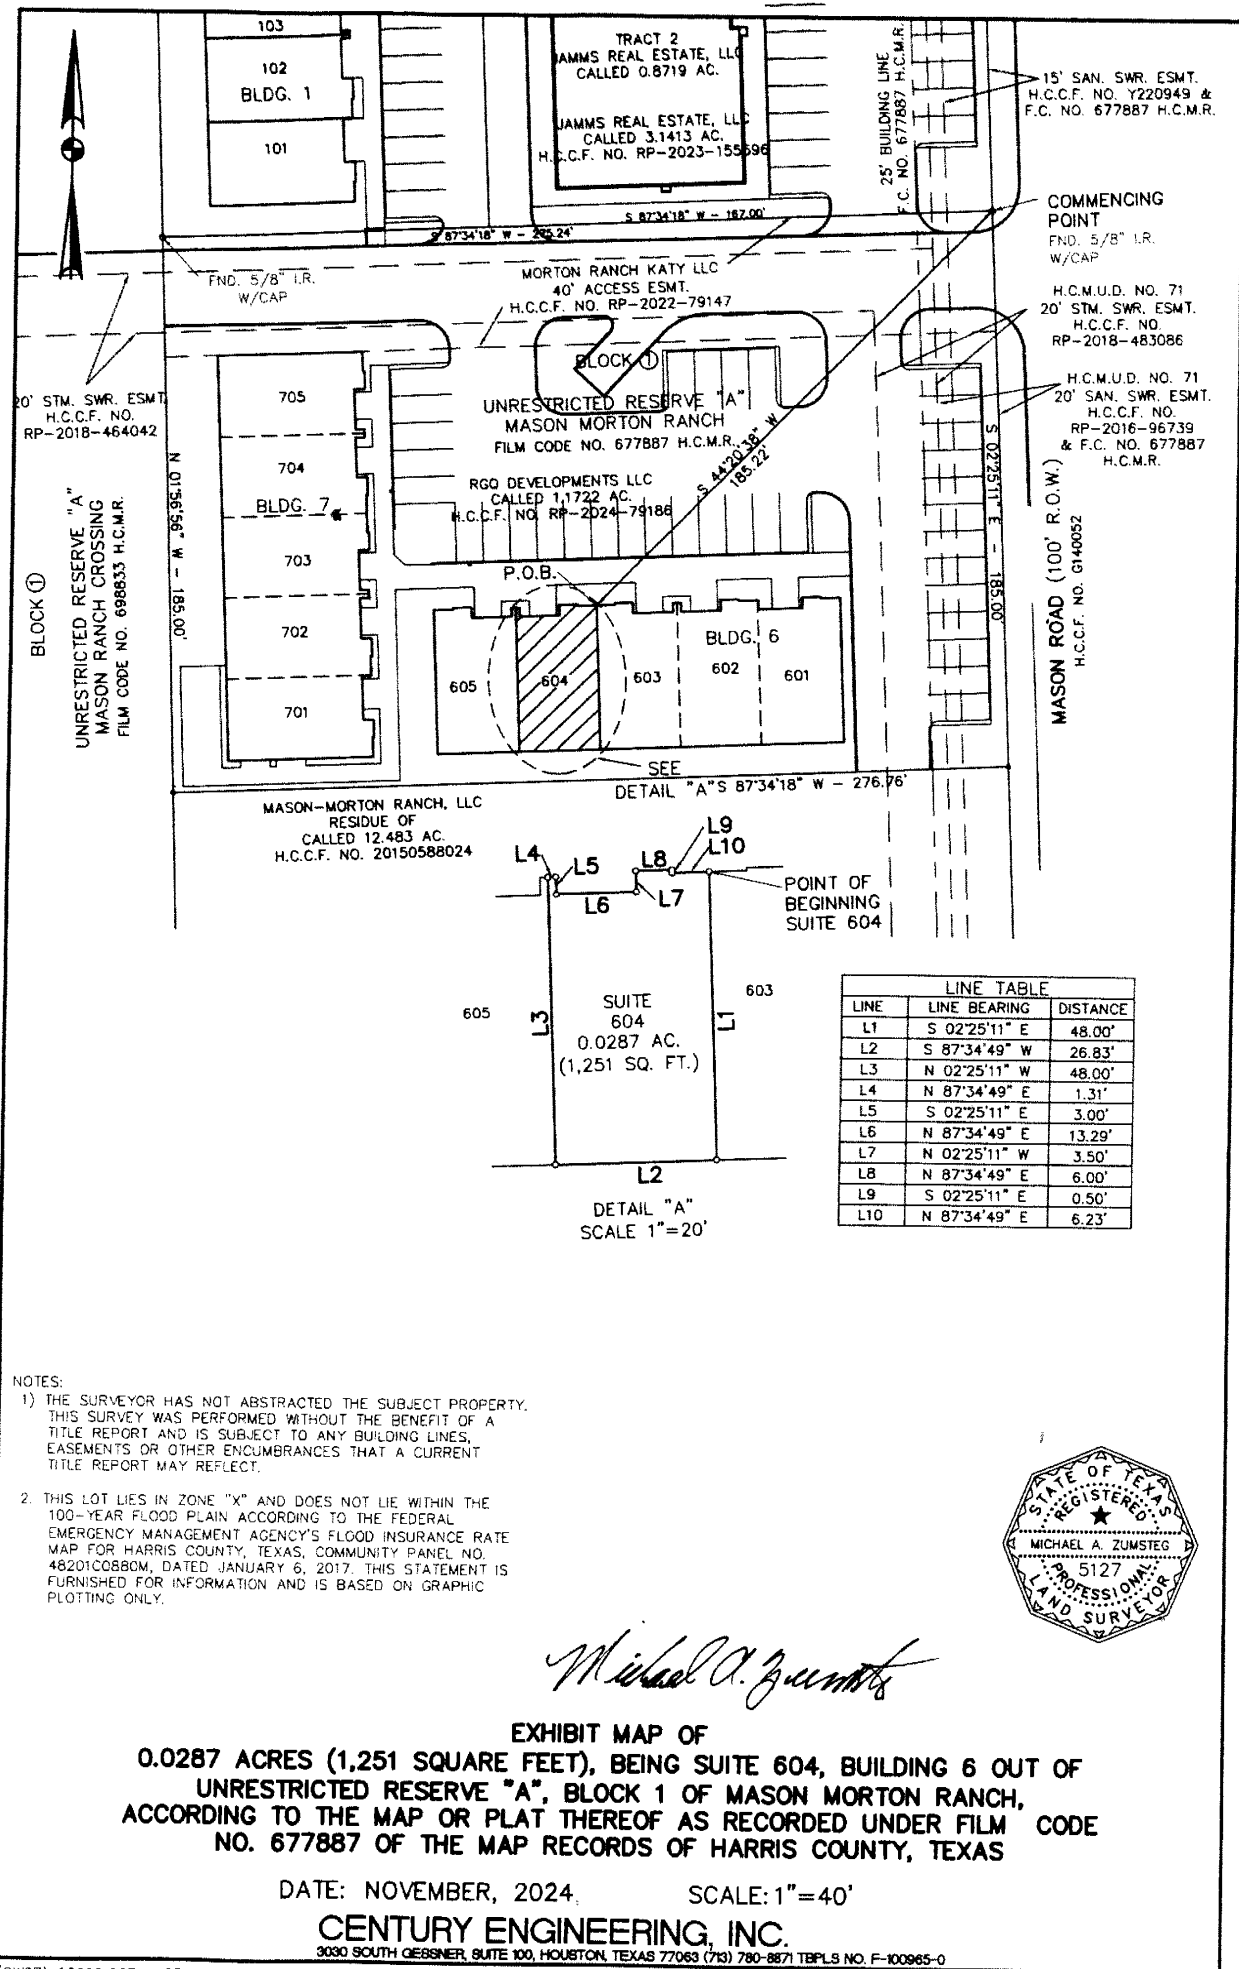 103
102
BLDG. 1
101
TRACT 2
JAMMS REAL ESTATE, LLC
CALLED 0.8719 AC.
JAMMS REAL ESTATE, LLC
CALLED 3.1413 AC.
H.C.C.F. NO. RP-2023-155596
25' BUILDING LINE
F.C. NO. 677887 H.C.M.R.
15' SAN. SWR. ESMT.
H.C.C.F. NO. Y220949 &
F.C. NO. 677887 H.C.M.R.
COMMENCING
POINT
FND. 5/8" I.R.
W/CAP
S 87°34'18" W - 167.00'
S 87°34'18" W - 275.24'
FND. 5/8" I.R.
W/CAP
MORTON RANCH KATY LLC
40' ACCESS ESMT.
H.C.C.F. NO. RP-2022-79147
H.C.M.U.D. NO. 71
20' STM. SWR. ESMT.
H.C.C.F. NO.
RP-2018-483086
H.C.M.U.D. NO. 71
20' SAN. SWR. ESMT.
H.C.C.F. NO.
RP-2016-96739
& F.C. NO. 677887
H.C.M.R.
20' STM. SWR. ESMT.
H.C.C.F. NO.
RP-2018-464042
BLOCK 1
UNRESTRICTED RESERVE "A"
MASON MORTON RANCH
FILM CODE NO. 677887 H.C.M.R.
RGO DEVELOPMENTS LLC
CALLED 1.1722 AC.
H.C.C.F. NO. RP-2024-79186
S 44°20'38" W
185.22'
705
704
BLDG. 7
703
702
701
N 01°56'56" W - 185.00'
BLOCK 1
UNRESTRICTED RESERVE "A"
MASON RANCH CROSSING
FILM CODE NO. 698833 H.C.M.R.
S 02°25'11" E - 185.00'
MASON ROAD (100' R.O.W.)
H.C.C.F. NO. G140052
P.O.B.
BLDG. 6
605
604
603
602
601
SEE
DETAIL "A"
S 87°34'18" W - 276.76'
MASON-MORTON RANCH, LLC
RESIDUE OF
CALLED 12.483 AC.
H.C.C.F. NO. 20150588024
L4
L5
L6
L7
L8
L9
L10
POINT OF
BEGINNING
SUITE 604
605
L3
SUITE
604
0.0287 AC.
(1,251 SQ. FT.)
L1
603
L2
DETAIL "A"
SCALE 1"=20'
LINE TABLE
LINE LINE BEARING DISTANCE
L1 S 02°25'11" E 48.00'
L2 S 87°34'49" W 26.83'
L3 N 02°25'11" W 48.00'
L4 N 87°34'49" E 1.31'
L5 S 02°25'11" E 3.00'
L6 N 87°34'49" E 13.29'
L7 N 02°25'11" W 3.50'
L8 N 87°34'49" E 6.00'
L9 S 02°25'11" E 0.50'
L10 N 87°34'49" E 6.23'
NOTES:
1) THE SURVEYOR HAS NOT ABSTRACTED THE SUBJECT PROPERTY.
THIS SURVEY WAS PERFORMED WITHOUT THE BENEFIT OF A
TITLE REPORT AND IS SUBJECT TO ANY BUILDING LINES,
EASEMENTS OR OTHER ENCUMBRANCES THAT A CURRENT
TITLE REPORT MAY REFLECT.
2. THIS LOT LIES IN ZONE "X" AND DOES NOT LIE WITHIN THE
100-YEAR FLOOD PLAIN ACCORDING TO THE FEDERAL
EMERGENCY MANAGEMENT AGENCY'S FLOOD INSURANCE RATE
MAP FOR HARRIS COUNTY, TEXAS, COMMUNITY PANEL NO.
48201C0880M, DATED JANUARY 6, 2017. THIS STATEMENT IS
FURNISHED FOR INFORMATION AND IS BASED ON GRAPHIC
PLOTTING ONLY.
STATE OF TEXAS
REGISTERED
MICHAEL A. ZUMSTEG
5127
PROFESSIONAL
LAND SURVEYOR
Michael A. Zumsteg
EXHIBIT MAP OF
0.0287 ACRES (1,251 SQUARE FEET), BEING SUITE 604, BUILDING 6 OUT OF
UNRESTRICTED RESERVE "A", BLOCK 1 OF MASON MORTON RANCH,
ACCORDING TO THE MAP OR PLAT THEREOF AS RECORDED UNDER FILM CODE
NO. 677887 OF THE MAP RECORDS OF HARRIS COUNTY, TEXAS
DATE: NOVEMBER, 2024 SCALE: 1"=40'
CENTURY ENGINEERING, INC.
3030 SOUTH GESSNER, SUITE 100, HOUSTON, TEXAS 77063 (713) 780-8871 TBPLS NO. F-100965-0